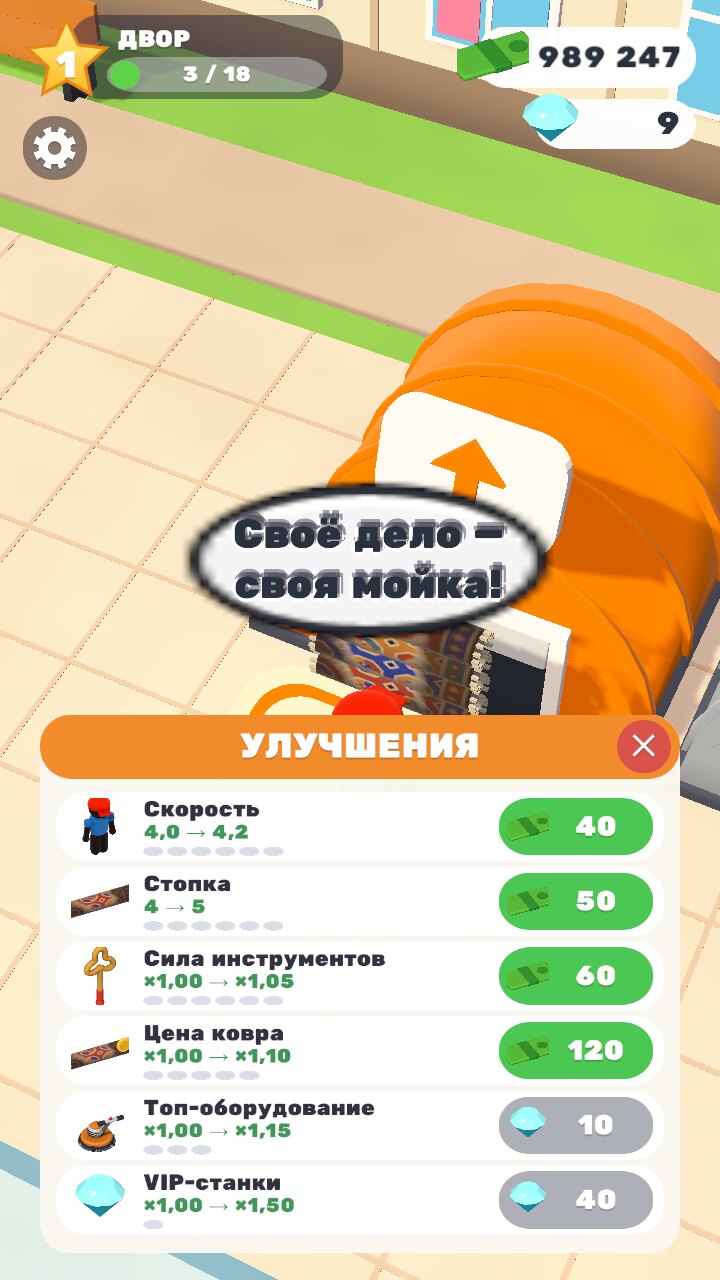 ДВОР
1
3 / 18
989 247
9
Своё дело –
своя мойка!
УЛУЧШЕНИЯ
Скорость
4,0 → 4,2
40
Стопка
4 → 5
50
Сила инструментов
×1,00 → ×1,05
60
Цена ковра
×1,00 → ×1,10
120
Топ-оборудование
×1,00 → ×1,15
10
VIP-станки
×1,00 → ×1,50
40